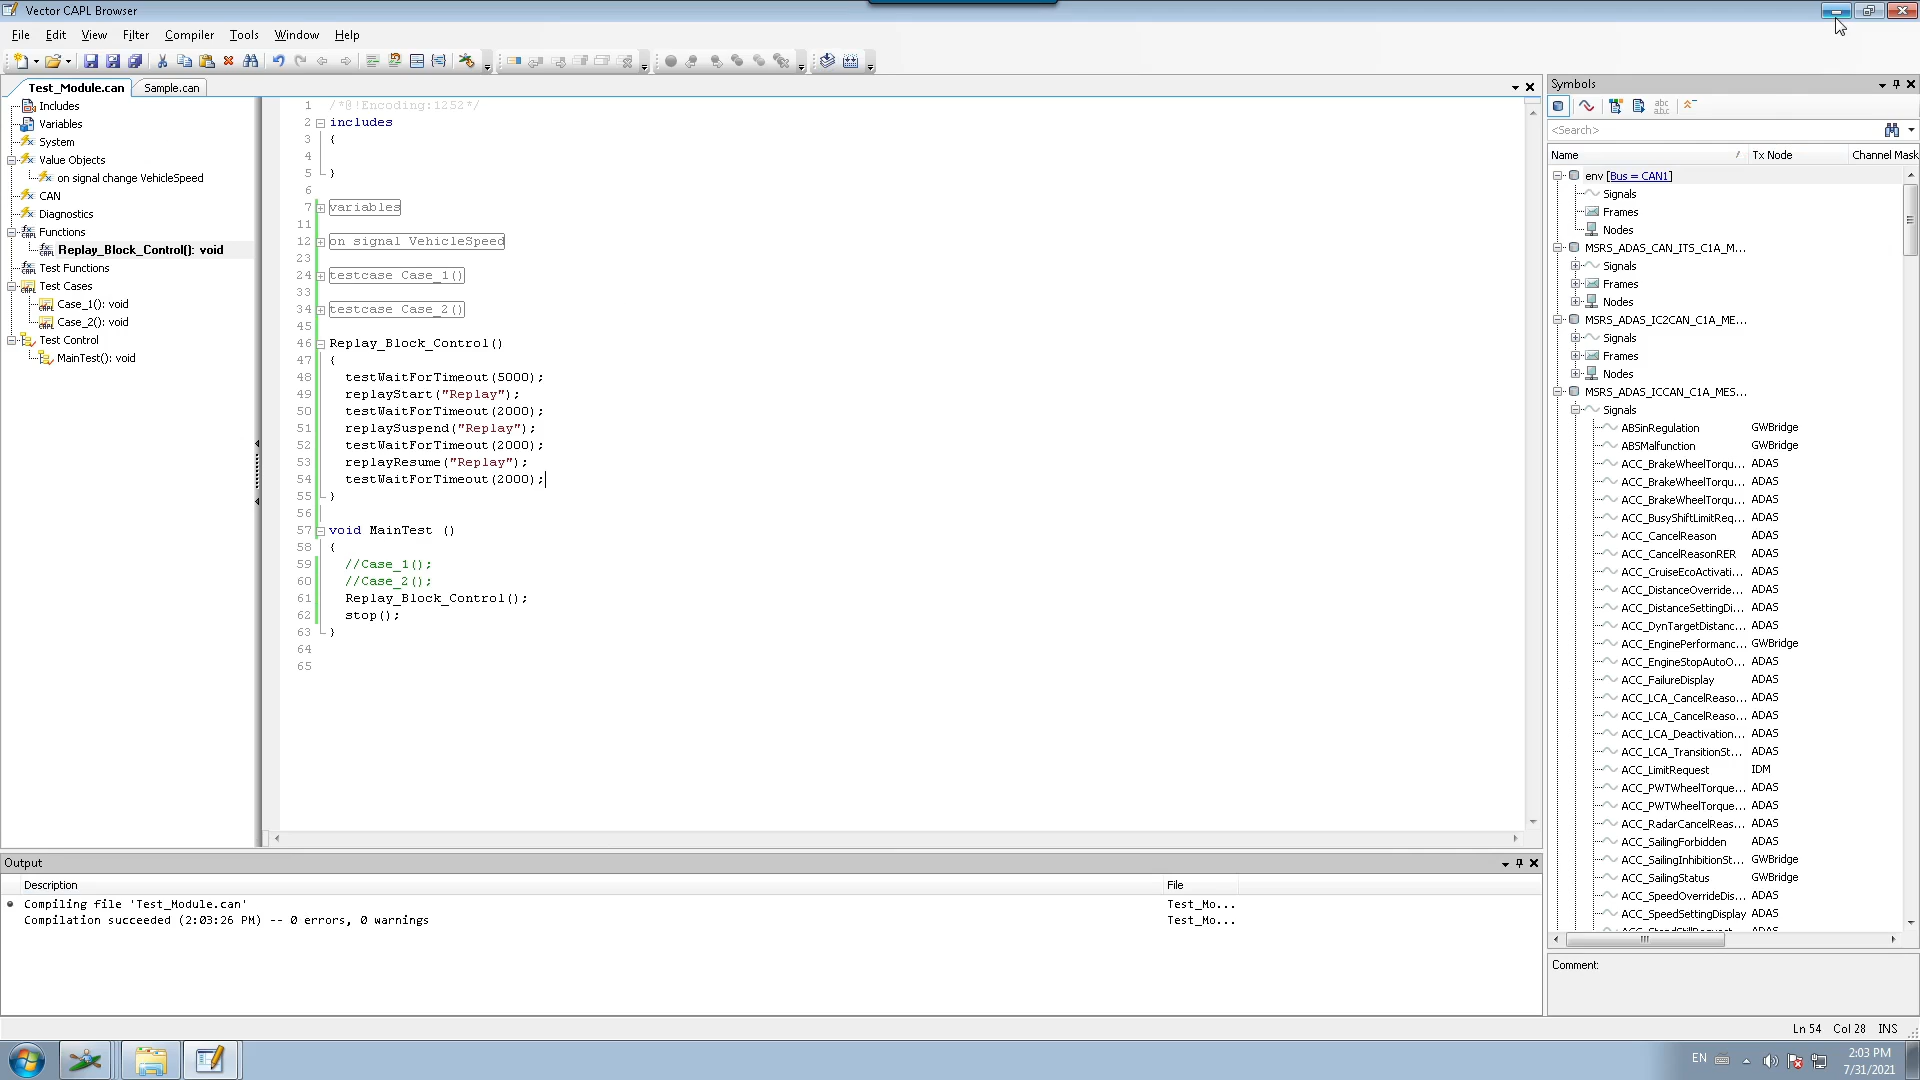 Vector CAPL Browser
File Edit View Filter Compiler Tools Window Help
Test_Module.can Sample.can
Includes
Variables
System
Value Objects
on signal change VehicleSpeed
CAN
Diagnostics
Functions
Replay_Block_Control(): void
Test Functions
Test Cases
Case_1(): void
Case_2(): void
Test Control
MainTest(): void
1 /*@!Encoding:1252*/
2 includes
3 {
4
5 }
6
7 variables
11
12 on signal VehicleSpeed
23
24 testcase Case_1()
33
34 testcase Case_2()
45
46 Replay_Block_Control()
47 {
48 testWaitForTimeout(5000);
49 replayStart("Replay");
50 testWaitForTimeout(2000);
51 replaySuspend("Replay");
52 testWaitForTimeout(2000);
53 replayResume("Replay");
54 testWaitForTimeout(2000);
55 }
56
57 void MainTest ()
58 {
59 //Case_1();
60 //Case_2();
61 Replay_Block_Control();
62 stop();
63 }
64
65
Symbols
abc
<Search>
Name / Tx Node Channel Mask
env [Bus = CAN1]
Signals
Frames
Nodes
MSRS_ADAS_CAN_ITS_C1A_M...
Signals
Frames
Nodes
MSRS_ADAS_IC2CAN_C1A_ME...
Signals
Frames
Nodes
MSRS_ADAS_ICCAN_C1A_MES...
Signals
ABSinRegulation GWBridge
ABSMalfunction GWBridge
ACC_BrakeWheelTorqu... ADAS
ACC_BrakeWheelTorqu... ADAS
ACC_BrakeWheelTorqu... ADAS
ACC_BusyShiftLimitReq... ADAS
ACC_CancelReason ADAS
ACC_CancelReasonRER ADAS
ACC_CruiseEcoActivati... ADAS
ACC_DistanceOverride... ADAS
ACC_DistanceSettingDi... ADAS
ACC_DynTargetDistanc... ADAS
ACC_EnginePerformanc... GWBridge
ACC_EngineStopAutoO... ADAS
ACC_FailureDisplay ADAS
ACC_LCA_CancelReaso... ADAS
ACC_LCA_CancelReaso... ADAS
ACC_LCA_Deactivation... ADAS
ACC_LCA_TransitionSt... ADAS
ACC_LimitRequest IDM
ACC_PWTWheelTorque... ADAS
ACC_PWTWheelTorque... ADAS
ACC_RadarCancelReas... ADAS
ACC_SailingForbidden ADAS
ACC_SailingInhibitionSt... GWBridge
ACC_SailingStatus GWBridge
ACC_SpeedOverrideDis... ADAS
ACC_SpeedSettingDisplay ADAS
Comment:
Output
Description File
Compiling file 'Test_Module.can' Test_Mo...
Compilation succeeded (2:03:26 PM) -- 0 errors, 0 warnings Test_Mo...
Ln 54 Col 28 INS
EN
2:03 PM
7/31/2021